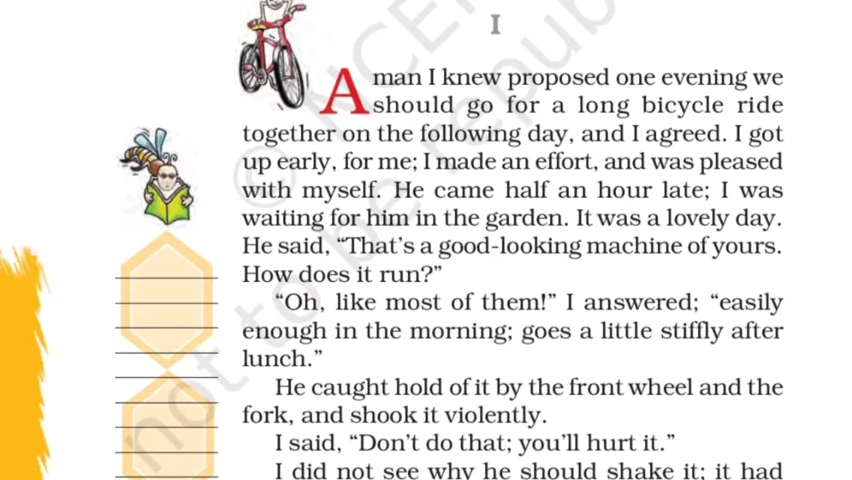 I
A man I knew proposed one evening we
should go for a long bicycle ride
together on the following day, and I agreed. I got
up early, for me; I made an effort, and was pleased
with myself. He came half an hour late; I was
waiting for him in the garden. It was a lovely day.
He said, “That’s a good-looking machine of yours.
How does it run?”
“Oh, like most of them!” I answered; “easily
enough in the morning; goes a little stiffly after
lunch.”
He caught hold of it by the front wheel and the
fork, and shook it violently.
I said, “Don’t do that; you’ll hurt it.”
I did not see why he should shake it; it had
© NCE
not to be repub